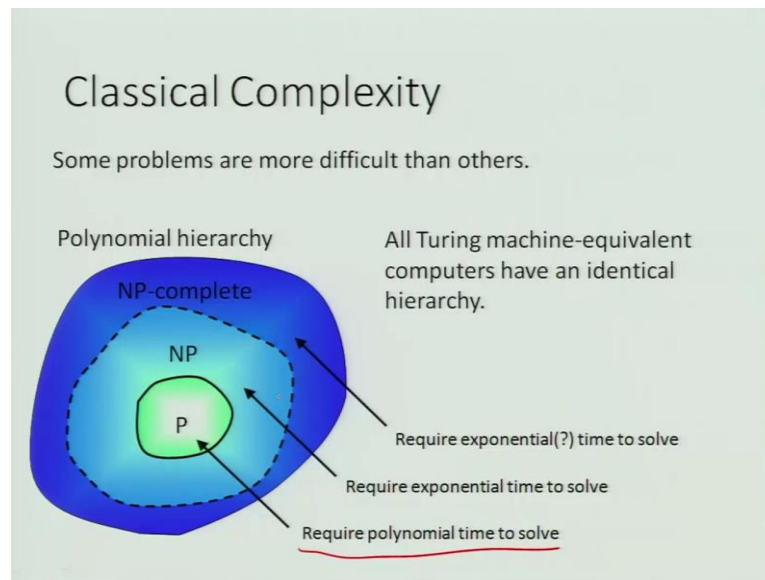 Classical Complexity
Some problems are more difficult than others.
Polynomial hierarchy
All Turing machine-equivalent
computers have an identical
hierarchy.
NP-complete
NP
P
Require exponential(?) time to solve
Require exponential time to solve
Require polynomial time to solve